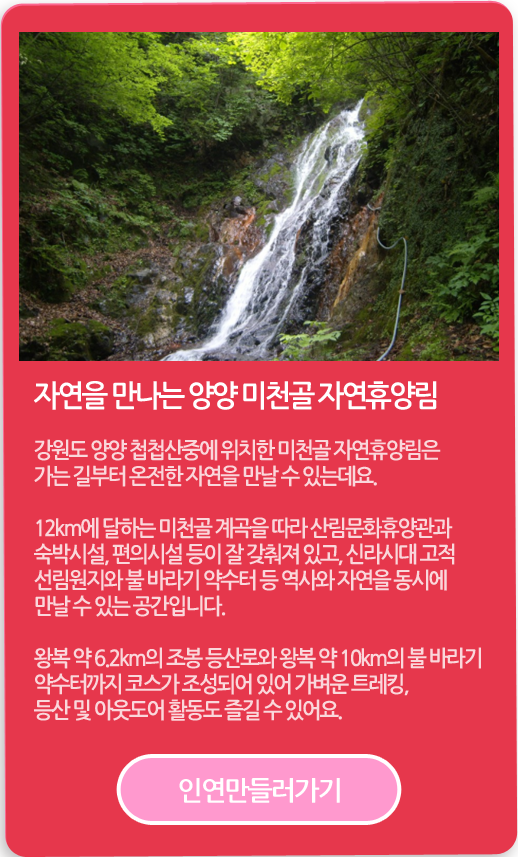 자연을 만나는 양양 미천골 자연휴양림
강원도 양양 첩첩산중에 위치한 미천골 자연휴양림은
가는 길부터 온전한 자연을 만날 수 있는데요.
12km에 달하는 미천골 계곡을 따라 산림문화휴양관과
숙박시설, 편의시설 등이 잘 갖춰져 있고, 신라시대 고적
선림원지와 불 바라기 약수터 등 역사와 자연을 동시에
만날 수 있는 공간입니다.
왕복 약 6.2km의 조봉 등산로와 왕복 약 10km의 불 바라기
약수터까지 코스가 조성되어 있어 가벼운 트레킹,
등산 및 아웃도어 활동도 즐길 수 있어요.
인연만들러가기